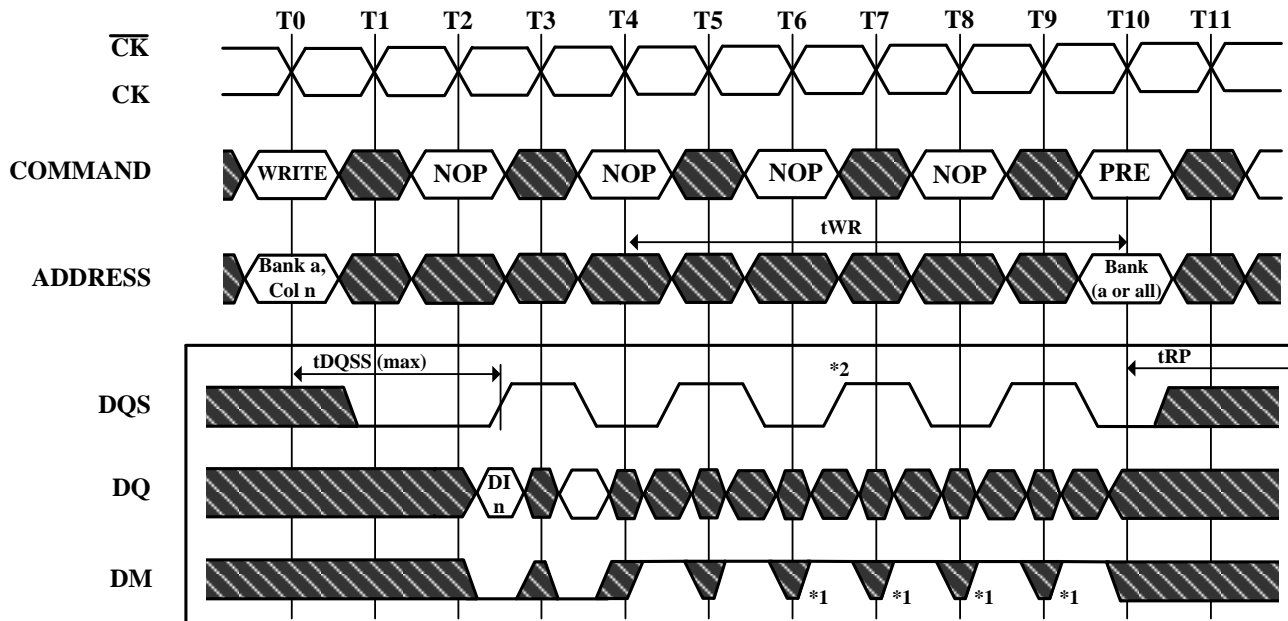 T0 T1 T2 T3 T4 T5 T6 T7 T8 T9 T10 T11
CK
CK
COMMAND WRITE NOP NOP NOP NOP PRE
tWR
ADDRESS Bank a, Bank
Col n (a or all)
tDQSS (max) *2 tRP
DQS
DQ DI
n
DM
*1 *1 *1 *1